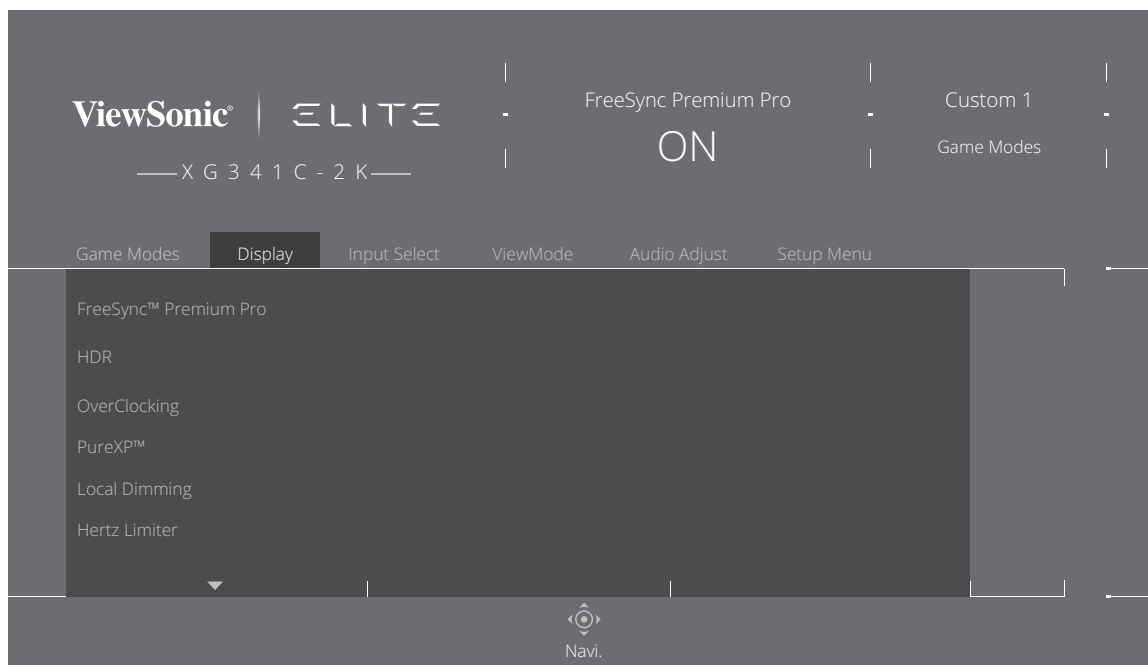 ViewSonic® ELITE
XG341C-2K
FreeSync Premium Pro
ON
Custom 1
Game Modes
Game Modes Display Input Select ViewMode Audio Adjust Setup Menu
FreeSync™ Premium Pro
HDR
OverClocking
PureXP™
Local Dimming
Hertz Limiter
Navi.